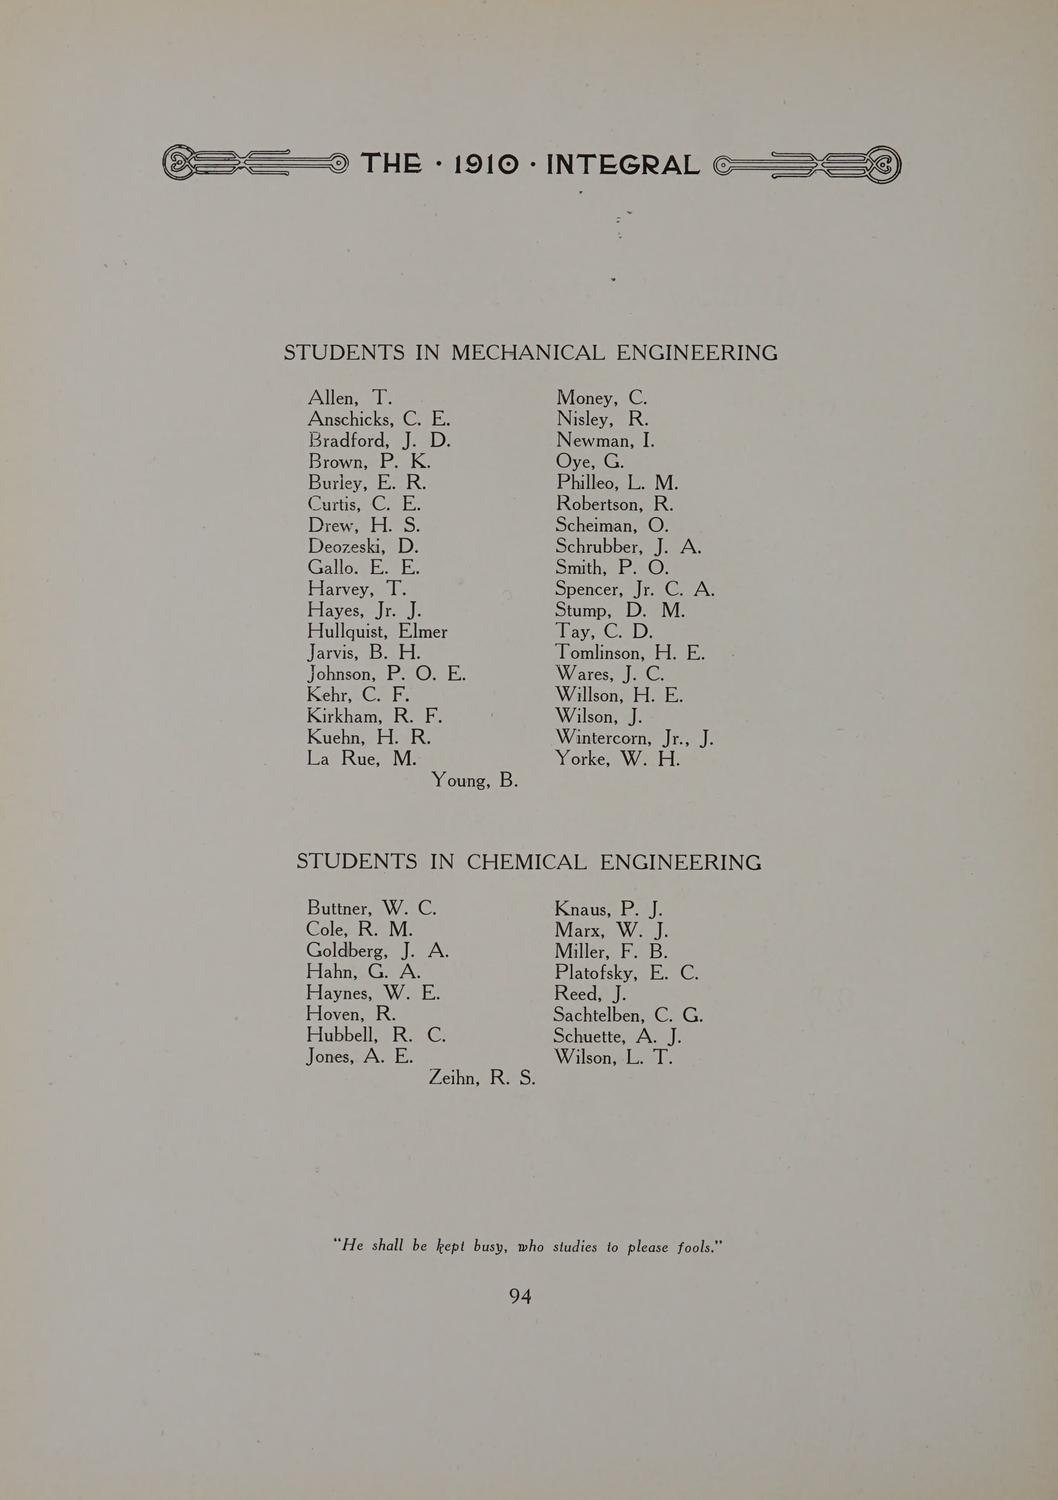 THE · 1910 · INTEGRAL
STUDENTS IN MECHANICAL ENGINEERING
Allen, T.
Anschicks, C. E.
Bradford, J. D.
Brown, P. K.
Burley, E. R.
Curtis, C. E.
Drew, H. S.
Deozeski, D.
Gallo. E. E.
Harvey, T.
Hayes, Jr. J.
Hullquist, Elmer
Jarvis, B. H.
Johnson, P. O. E.
Kehr, C. F.
Kirkham, R. F.
Kuehn, H. R.
La Rue, M.
Money, C.
Nisley, R.
Newman, I.
Oye, G.
Philleo, L. M.
Robertson, R.
Scheiman, O.
Schrubber, J. A.
Smith, P. O.
Spencer, Jr. C. A.
Stump, D. M.
Tay, C. D.
Tomlinson, H. E.
Wares, J. C.
Willson, H. E.
Wilson, J.
Wintercorn, Jr., J.
Yorke, W. H.
Young, B.
STUDENTS IN CHEMICAL ENGINEERING
Buttner, W. C.
Cole, R. M.
Goldberg, J. A.
Hahn, G. A.
Haynes, W. E.
Hoven, R.
Hubbell, R. C.
Jones, A. E.
Knaus, P. J.
Marx, W. J.
Miller, F. B.
Platofsky, E. C.
Reed, J.
Sachtelben, C. G.
Schuette, A. J.
Wilson, L. T.
Zeihn, R. S.
"He shall be kept busy, who studies to please fools."
94